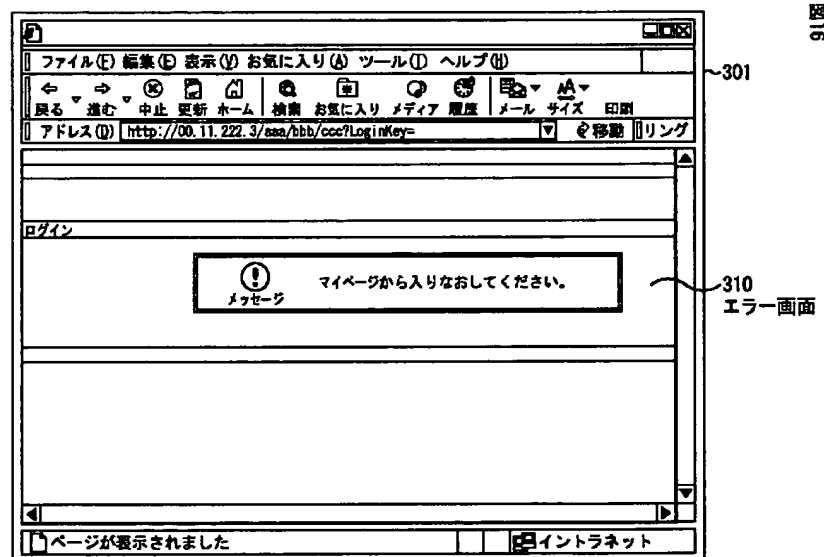 図16
ファイル(F) 編集(E) 表示(V) お気に入り(A) ツール(T) ヘルプ(H)
301
戻る 進む 中止 更新 ホーム 検索 お気に入り メディア 履歴 メール サイズ 印刷
アドレス(D) http://00.11.222.3/aaa/bbb/ccc?LoginKey= 移動 リンク゛
ログイン
メッセージ マイページから入りなおしてください。
310
エラー画面
ページが表示されました イントラネット